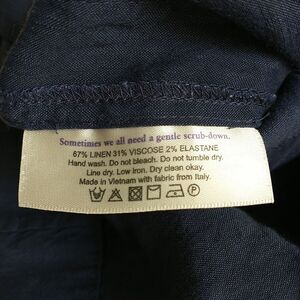 Sometimes we all need a gentle scrub-down.
67% LINEN 31% VISCOSE 2% ELASTANE
Hand wash. Do not bleach. Do not tumble dry.
Line dry. Low iron. Dry clean okay.
Made in Vietnam with fabric from Italy.